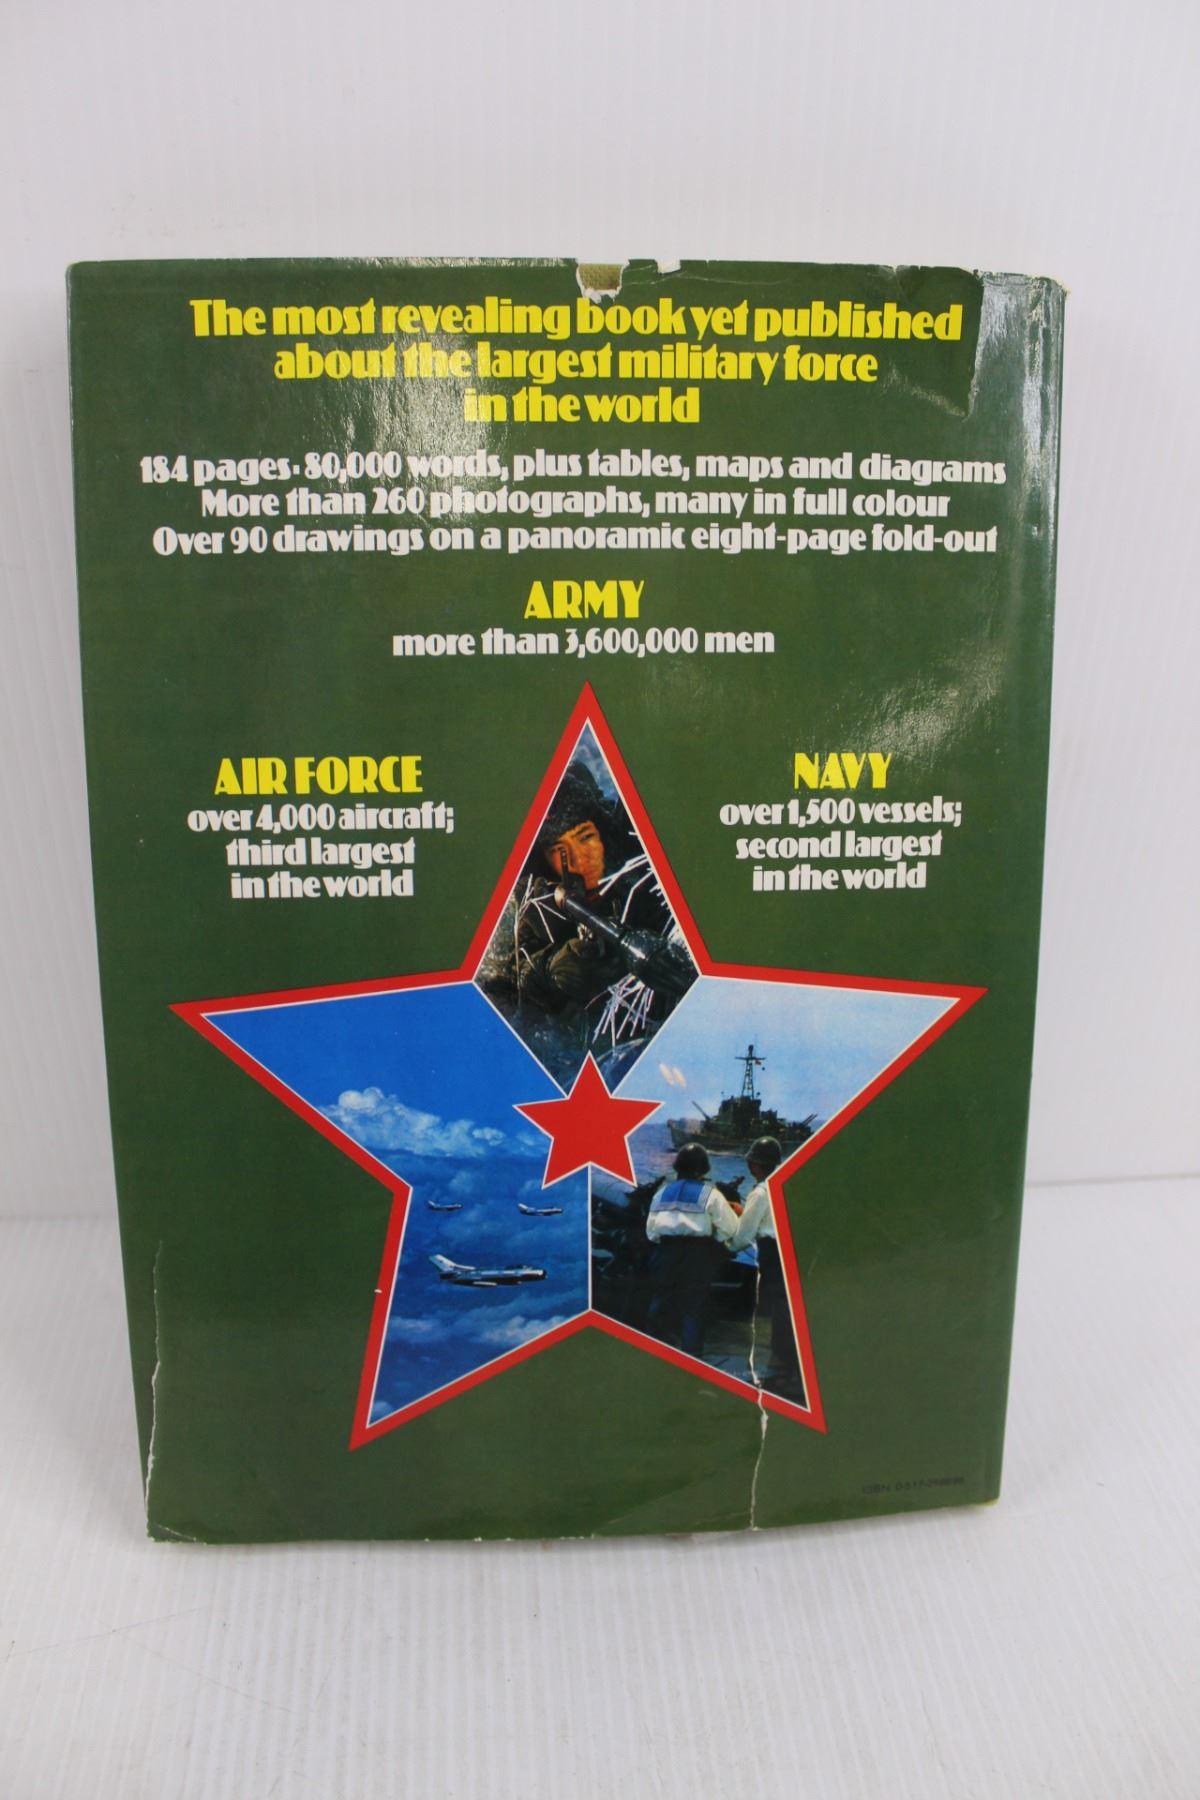 The most revealing book yet published
about the largest military force
in the world
184 pages · 80,000 words, plus tables, maps and diagrams
More than 260 photographs, many in full colour
Over 90 drawings on a panoramic eight-page fold-out
ARMY
more than 3,600,000 men
AIR FORCE
over 4,000 aircraft;
third largest
in the world
NAVY
over 1,500 vessels;
second largest
in the world
ISBN